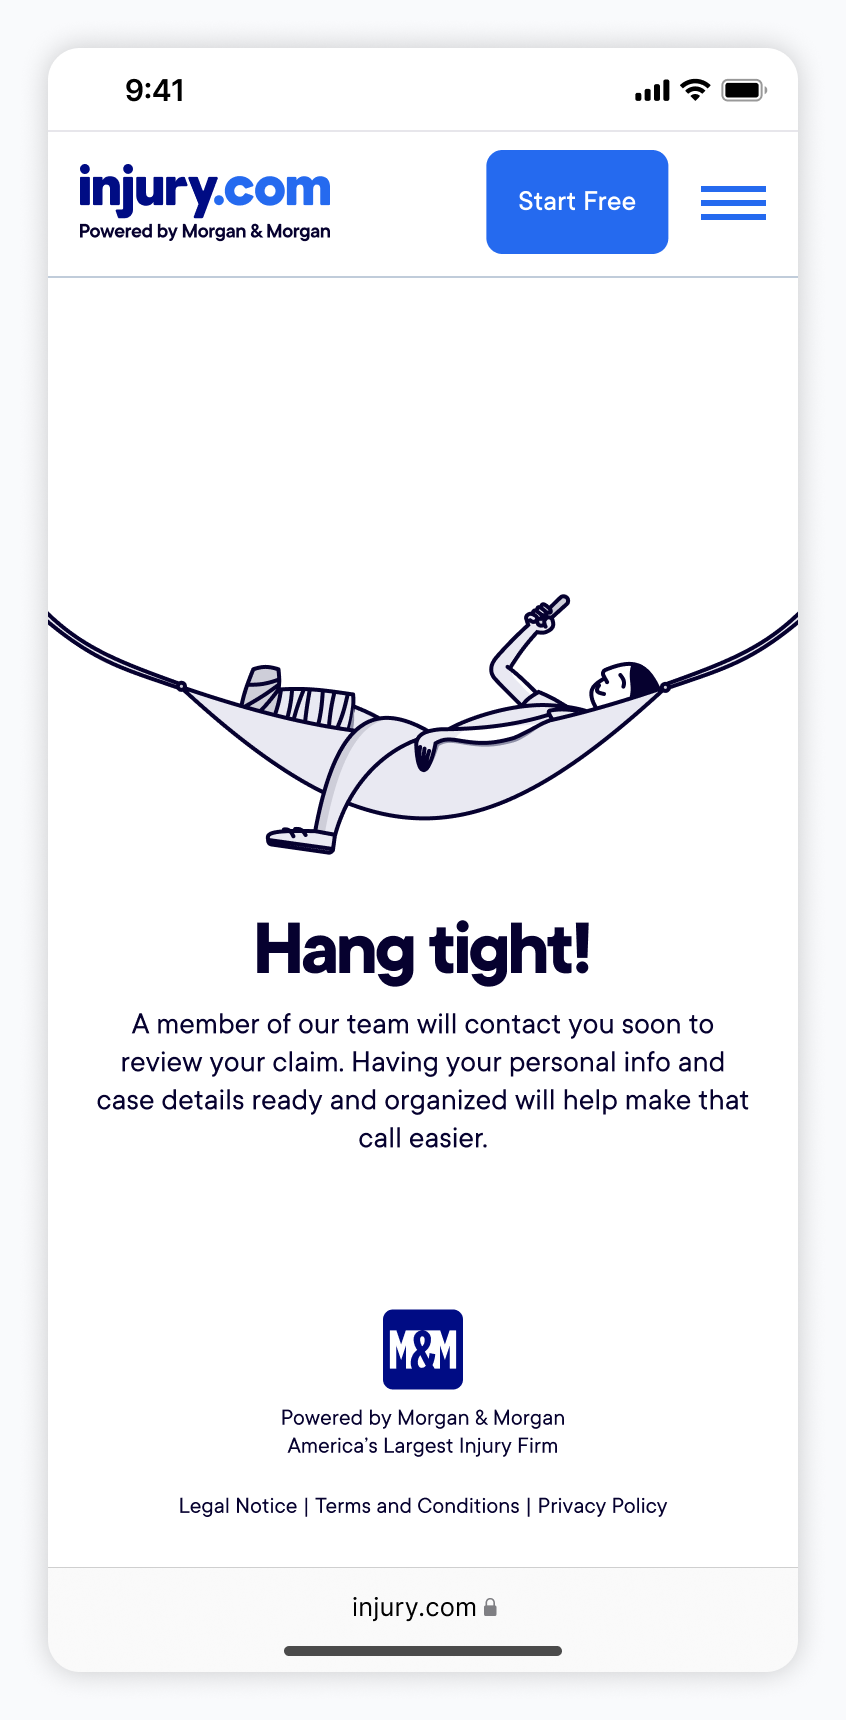 9:41
injury.com
Powered by Morgan & Morgan
Start Free
Hang tight!
A member of our team will contact you soon to
review your claim. Having your personal info and
case details ready and organized will help make that
call easier.
M&M
Powered by Morgan & Morgan
America’s Largest Injury Firm
Legal Notice | Terms and Conditions | Privacy Policy
injury.com